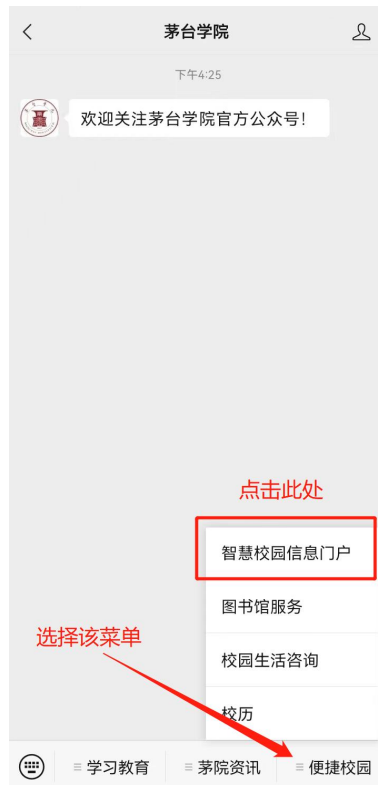 茅台学院
下午4:25
欢迎关注茅台学院官方公众号!
点击此处
智慧校园信息门户
图书馆服务
选择该菜单
校园生活咨询
校历
学习教育
茅院资讯
便捷校园